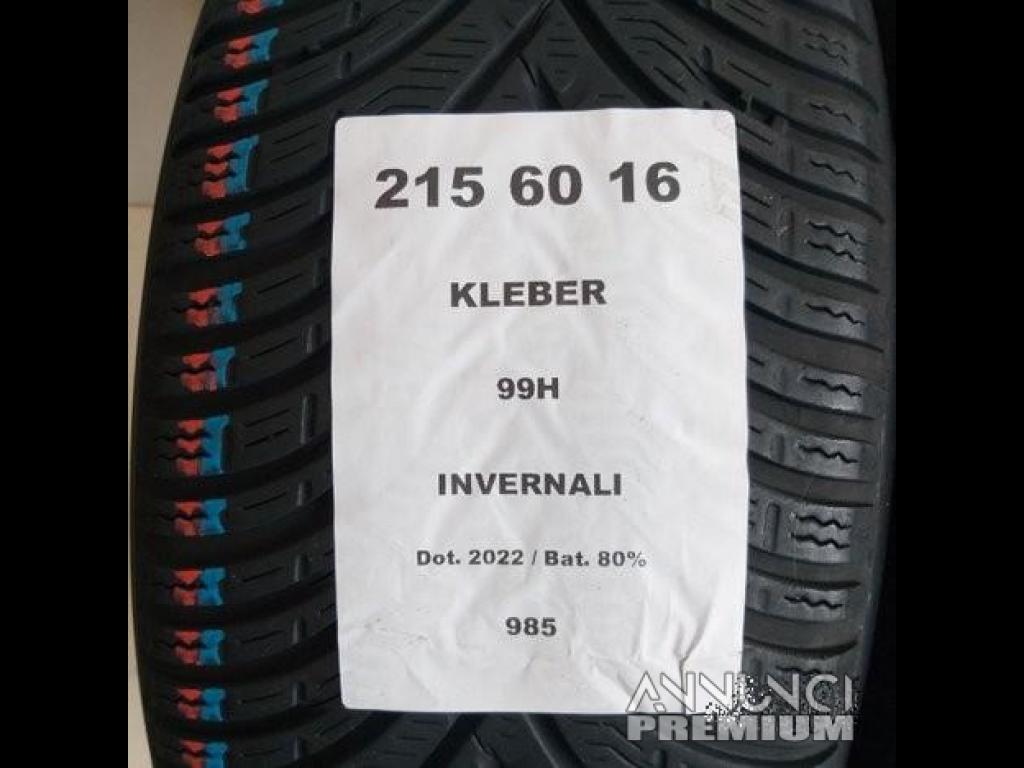 215 60 16
KLEBER
99H
INVERNALI
Dot. 2022 / Bat. 80%
985
ANNUNCI
PREMIUM